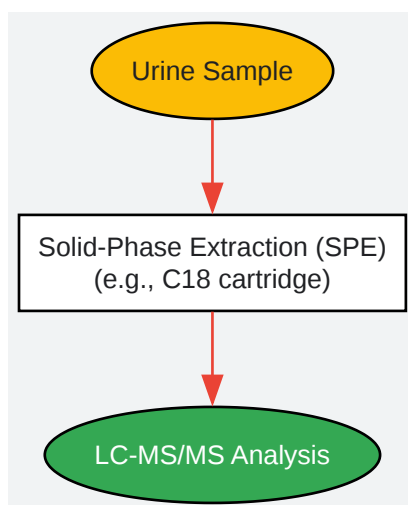 Urine Sample
Solid-Phase Extraction (SPE)
(e.g., C18 cartridge)
LC-MS/MS Analysis